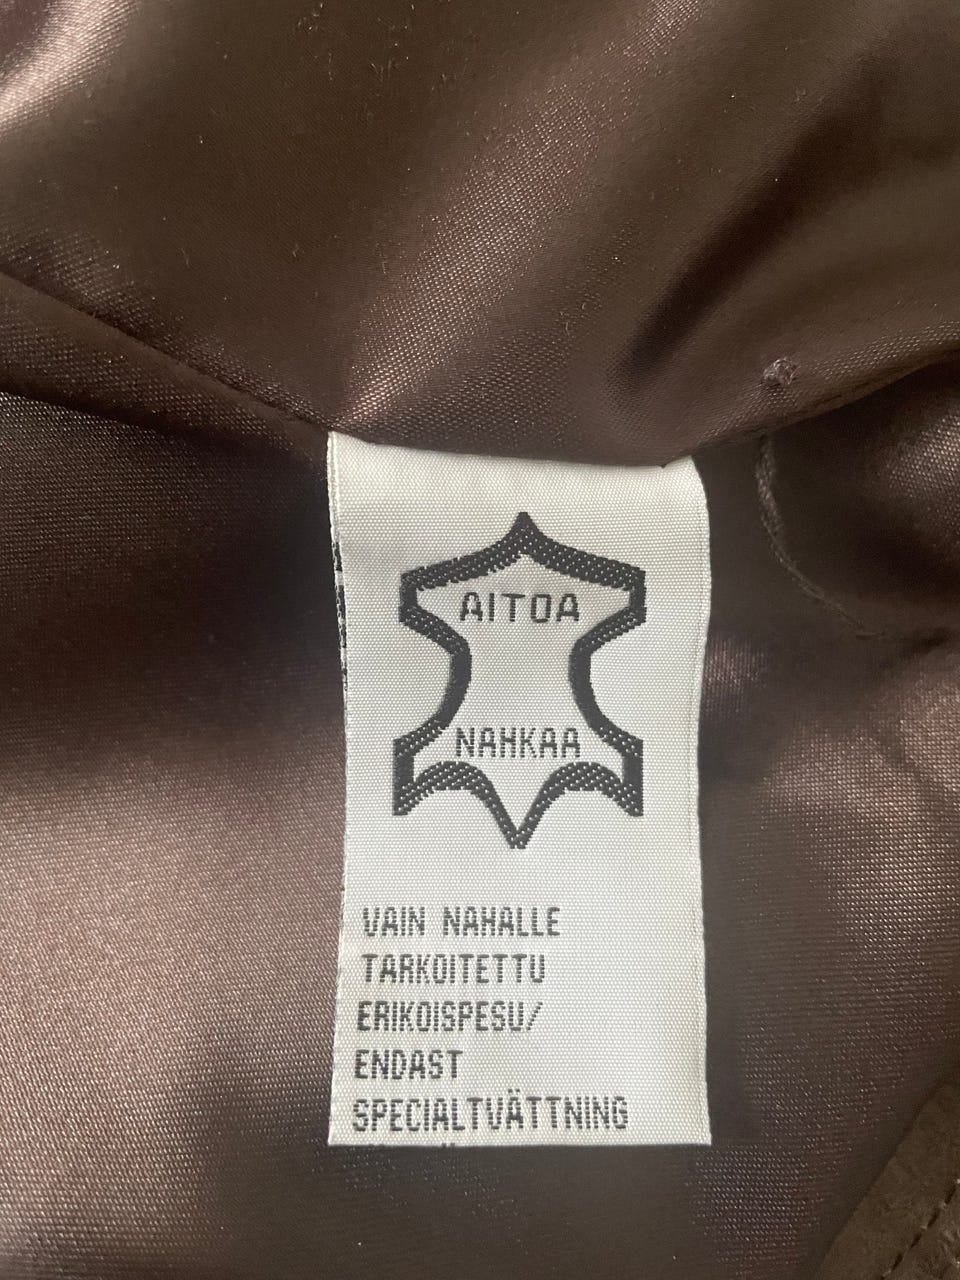 AITOA
NAHKAA
VAIN NAHALLE
TARKOITETTU
ERIKOISPESU/
ENDAST
SPECIALTVÄTTNING